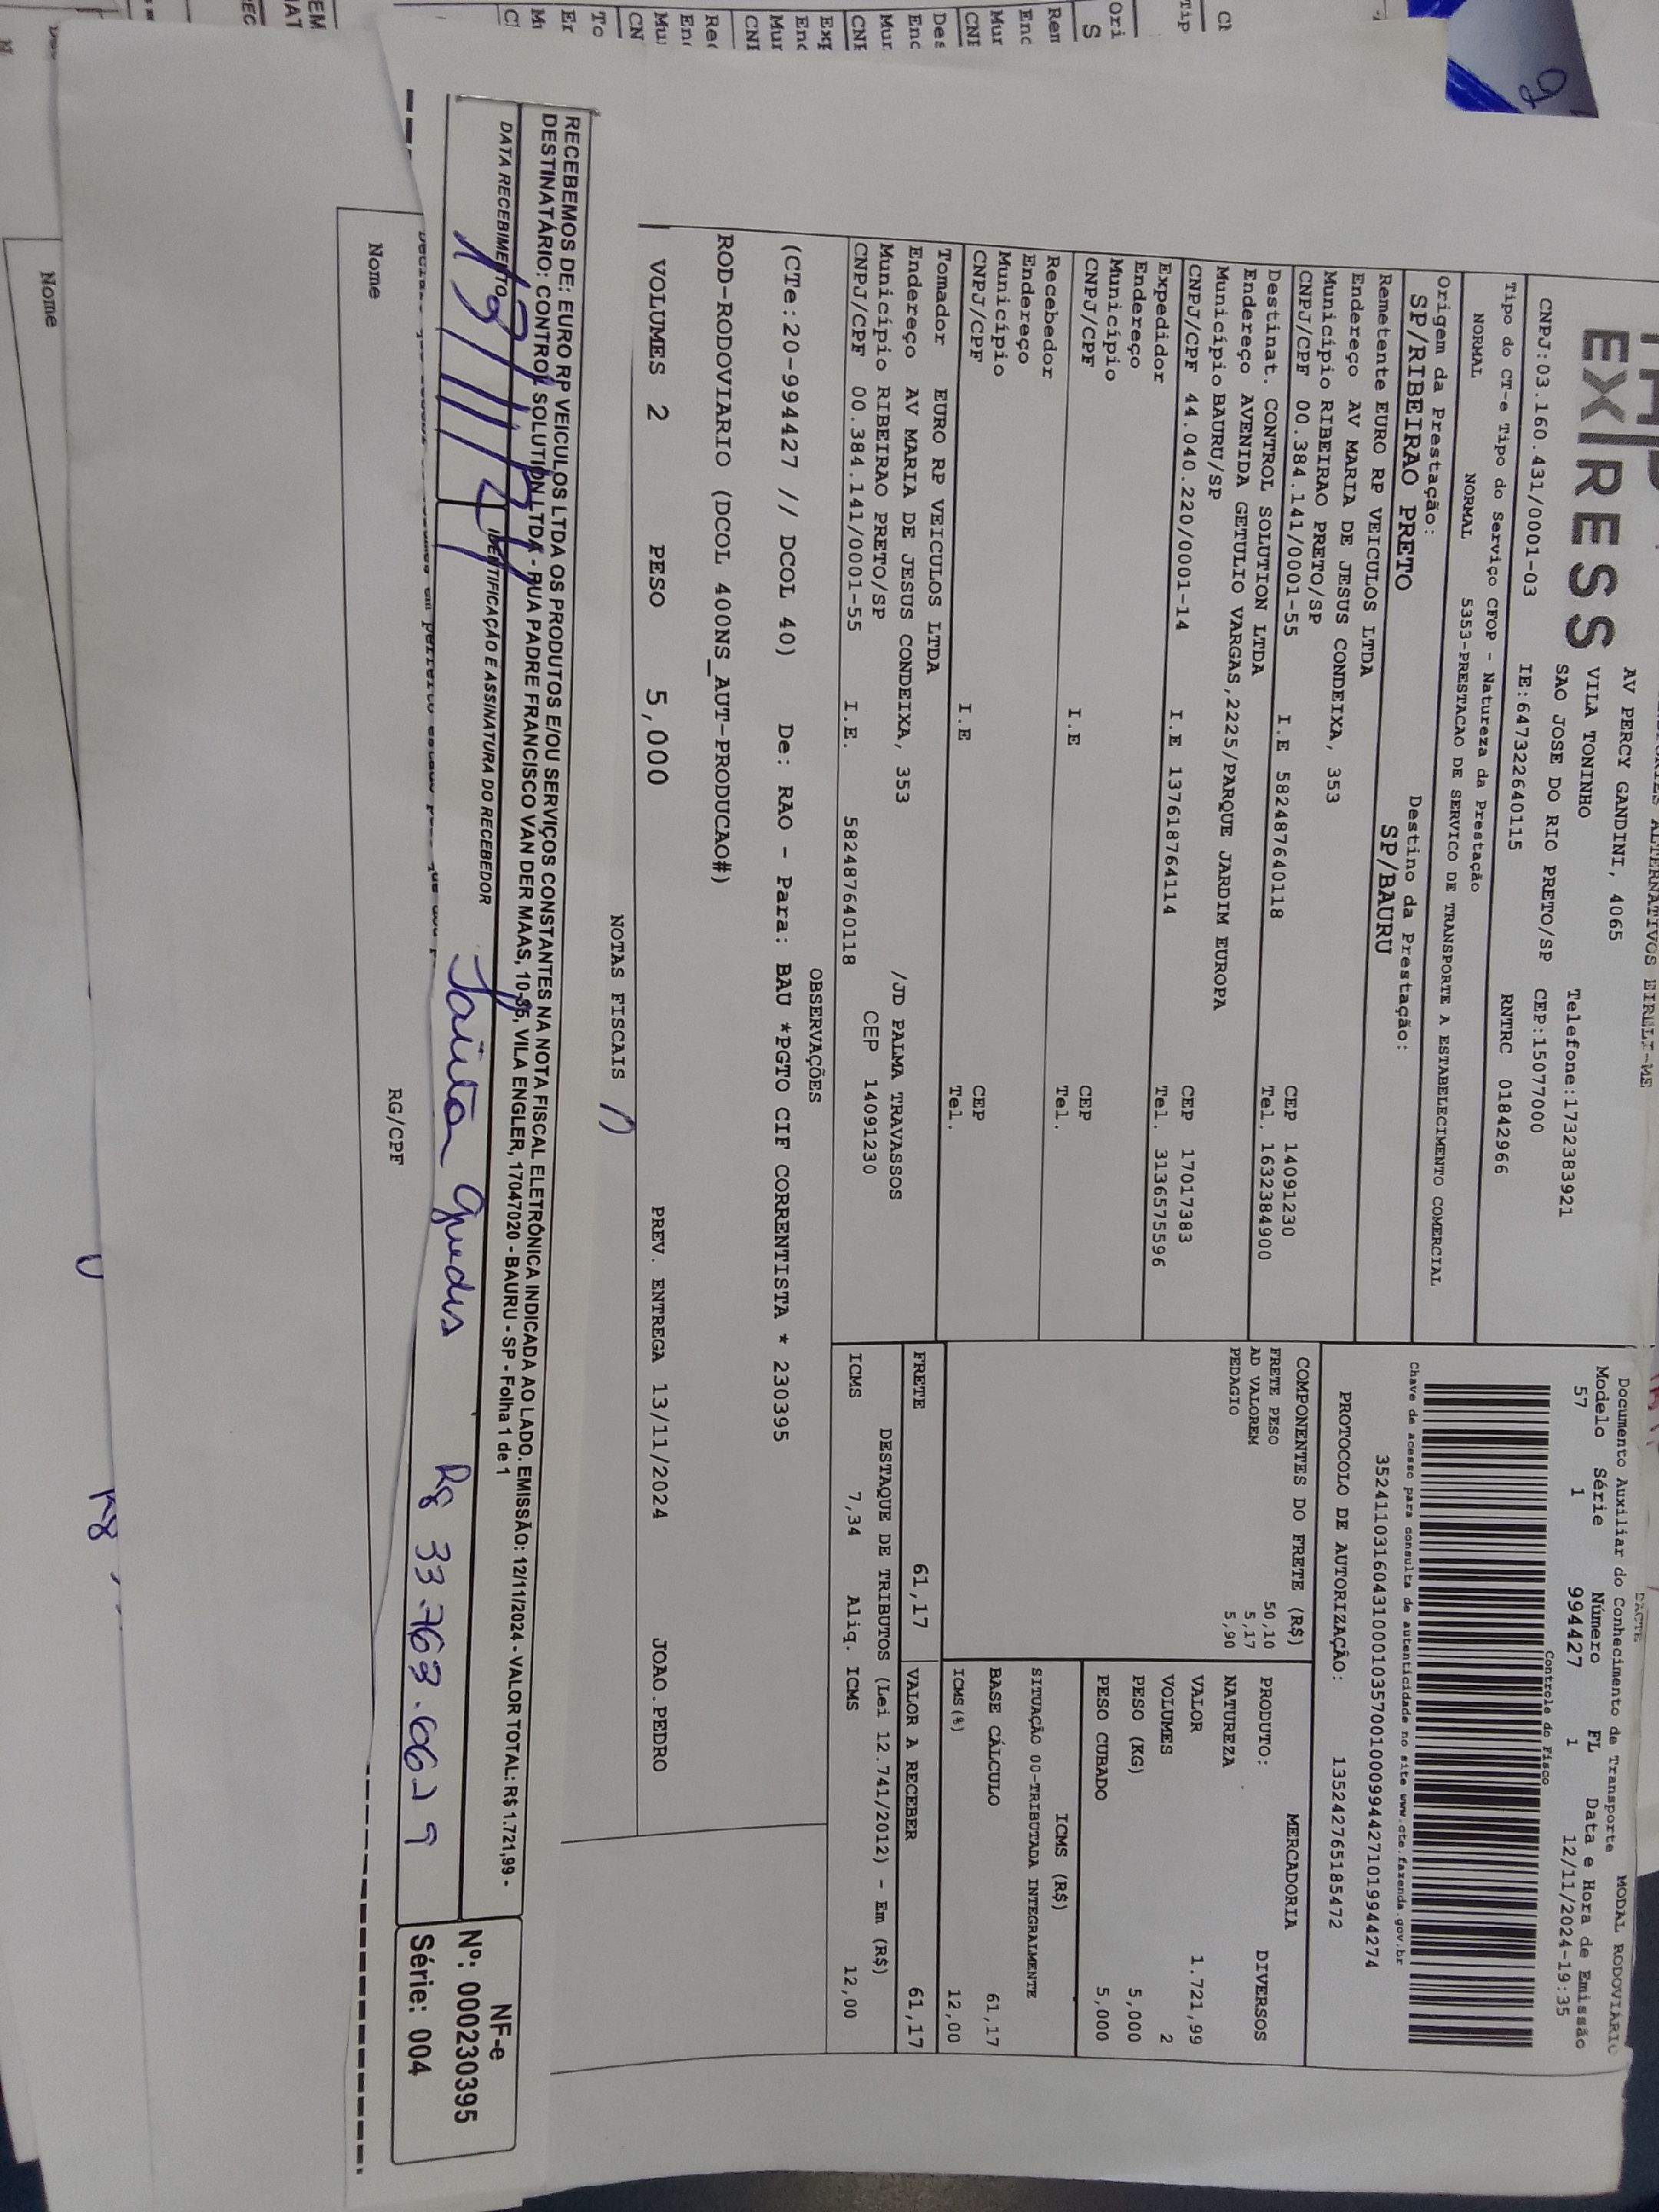 EX RESS
AV PERCY GANDINI, 4065
VILA TONINHO
Telefone:1732383921
SAO JOSE DO RIO PRETO/SP CEP:15077000
CNPJ:03.160.431/0001-03 IE:647322640115 RNTRC 01842966
Tipo do CT-e Tipo do Serviço CFOP - Natureza da Prestação
NORMAL NORMAL 5353-PRESTACAO DE SERVICO DE TRANSPORTE A ESTABELECIMENTO COMERCIAL
Origem da Prestação: Destino da Prestação:
SP/RIBEIRAO PRETO SP/BAURU
Remetente EURO RP VEICULOS LTDA
Endereço AV MARIA DE JESUS CONDEIXA, 353
Município RIBEIRAO PRETO/SP CEP 14091230
CNPJ/CPF 00.384.141/0001-55 I.E 582487640118 Tel. 1632384900
Destinat. CONTROL SOLUTION LTDA
Endereço AVENIDA GETULIO VARGAS,2225/PARQUE JARDIM EUROPA
Município BAURU/SP CEP 17017383
CNPJ/CPF 44.040.220/0001-14 I.E 137618764114 Tel. 3136575596
Expedidor
Endereço
Município CEP
CNPJ/CPF I.E Tel.
Recebedor
Endereço
Município CEP
CNPJ/CPF I.E Tel.
Tomador EURO RP VEICULOS LTDA
Endereço AV MARIA DE JESUS CONDEIXA, 353 /JD PALMA TRAVASSOS
Município RIBEIRAO PRETO/SP CEP 14091230
CNPJ/CPF 00.384.141/0001-55 I.E. 582487640118
DACTE MODAL RODOVIARIO
Documento Auxiliar do Conhecimento de Transporte
Modelo Série Número FL Data e Hora de Emissão
57 1 994427 1 12/11/2024-19:35
Controle do Fisco
Chave de acesso para consulta de autenticidade no site www.cte.fazenda.gov.br
35241103160431000103570010009944271019944274
PROTOCOLO DE AUTORIZAÇÃO: 135242765185472
COMPONENTES DO FRETE (R$)
FRETE PESO 50,10
AD VALOREM 5,17
PEDAGIO 5,90
MERCADORIA
PRODUTO: DIVERSOS
NATUREZA
VALOR 1.721,99
VOLUMES 2
PESO (KG) 5,000
PESO CUBADO 5,000
ICMS (R$)
SITUAÇÃO 00-TRIBUTADA INTEGRALMENTE
BASE CÁLCULO 61,17
ICMS(%) 12,00
FRETE 61,17 VALOR A RECEBER 61,17
DESTAQUE DE TRIBUTOS (Lei 12.741/2012) - Em (R$)
ICMS 7,34 Aliq. ICMS 12,00
OBSERVAÇÕES
(CTe:20-994427 // DCOL 40) De: RAO - Para: BAU *PGTO CIF CORRENTISTA * 230395
ROD-RODOVIARIO (DCOL 400NS_AUT-PRODUCAO#)
VOLUMES 2 PESO 5,000 PREV. ENTREGA 13/11/2024 JOAO.PEDRO
NOTAS FISCAIS
RECEBEMOS DE: EURO RP VEICULOS LTDA OS PRODUTOS E/OU SERVIÇOS CONSTANTES NA NOTA FISCAL ELETRÔNICA INDICADA AO LADO. EMISSÃO: 12/11/2024 - VALOR TOTAL: R$ 1.721,99 -
DESTINATÁRIO: CONTROL SOLUTION LTDA - RUA PADRE FRANCISCO VAN DER MAAS, 10-35, VILA ENGLER, 17047020 - BAURU - SP - Folha 1 de 1
DATA RECEBIMENTO IDENTIFICAÇÃO E ASSINATURA DO RECEBEDOR
Guedes Rg 33.763.062 9
NF-e
Nº: 000230395
Série: 004
Nome RG/CPF
Nome
Rg